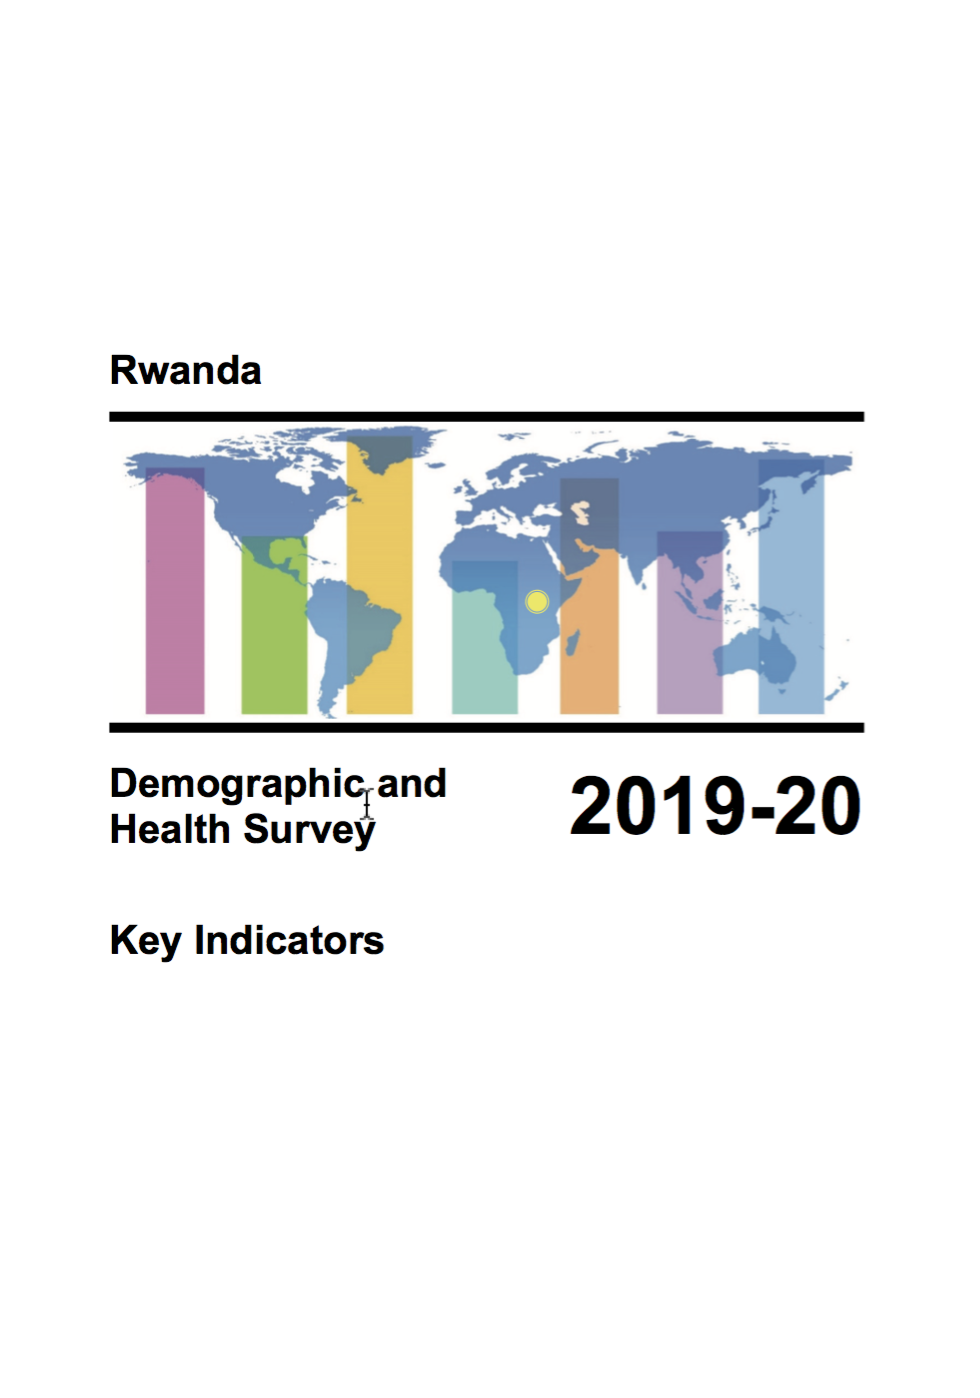 Rwanda
Demographic and
Health Survey
2019-20
Key Indicators